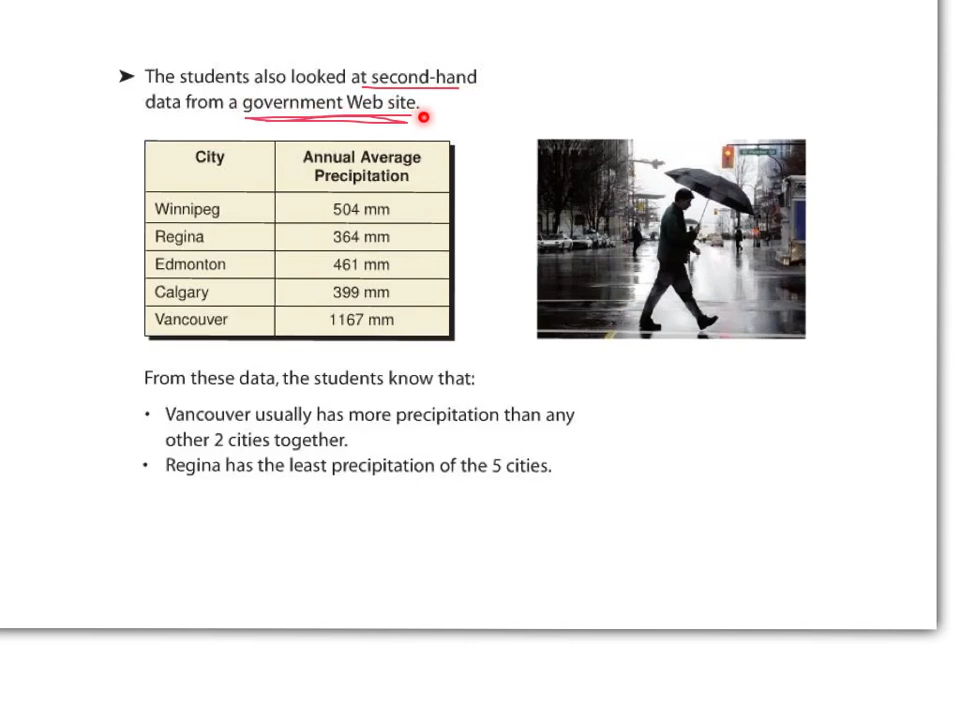 ➤ The students also looked at second-hand
data from a government Web site.
City Annual Average
Precipitation
Winnipeg 504 mm
Regina 364 mm
Edmonton 461 mm
Calgary 399 mm
Vancouver 1167 mm
From these data, the students know that:
• Vancouver usually has more precipitation than any
other 2 cities together.
• Regina has the least precipitation of the 5 cities.